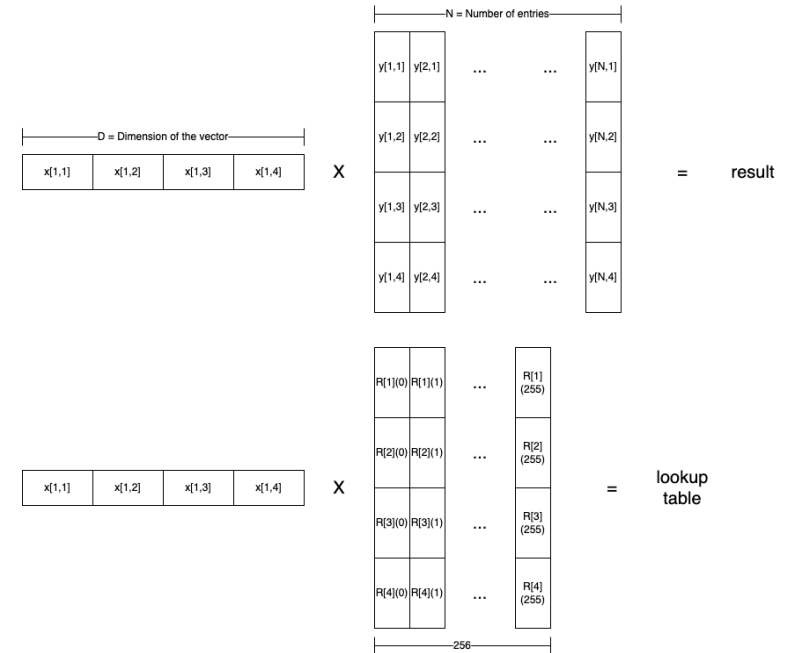 N = Number of entries
y[1,1] y[2,1] ... ... y[N,1]
D = Dimension of the vector
y[1,2] y[2,2] ... ... y[N,2]
x[1,1] x[1,2] x[1,3] x[1,4] X = result
y[1,3] y[2,3] ... ... y[N,3]
y[1,4] y[2,4] ... ... y[N,4]
R[1](0) R[1](1) ... R[1]
(255)
R[2](0) R[2](1) ... R[2]
(255)
x[1,1] x[1,2] x[1,3] x[1,4] X = lookup
table
R[3](0) R[3](1) ... R[3]
(255)
R[4](0) R[4](1) ... R[4]
(255)
256